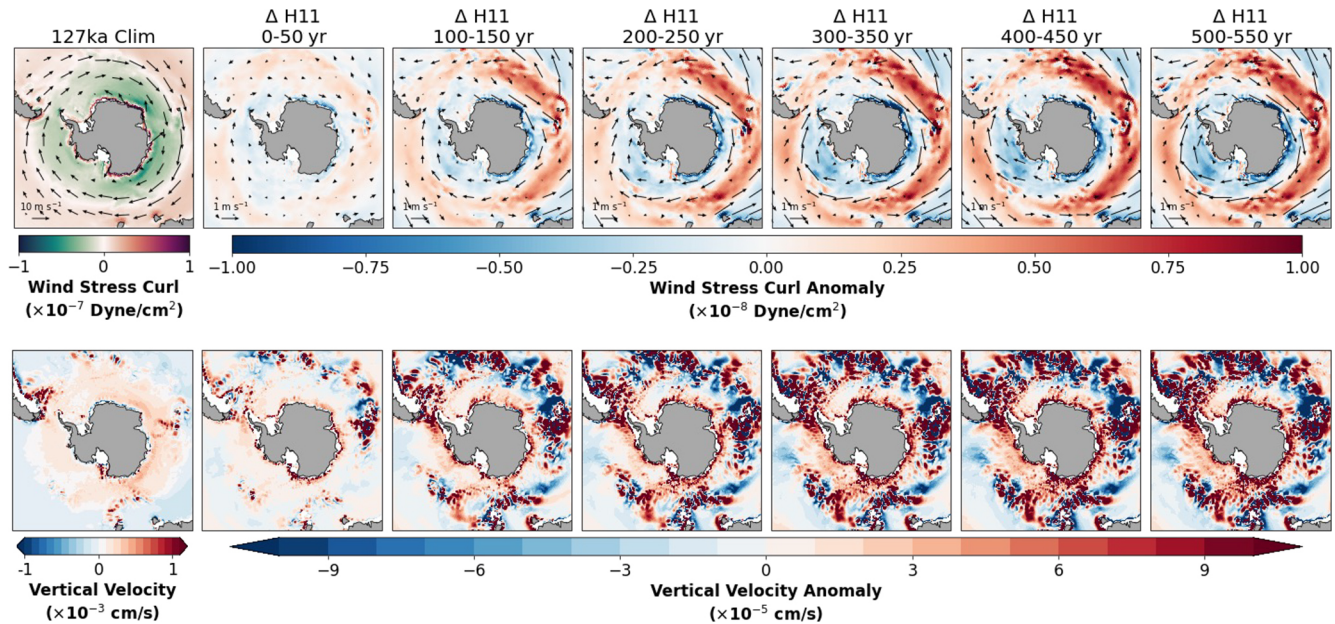 127ka Clim
Δ H11
0-50 yr
Δ H11
100-150 yr
Δ H11
200-250 yr
Δ H11
300-350 yr
Δ H11
400-450 yr
Δ H11
500-550 yr
10 m s⁻¹
1 m s⁻¹
1 m s⁻¹
1 m s⁻¹
1 m s⁻¹
1 m s⁻¹
1 m s⁻¹
−1 0 1
Wind Stress Curl
(×10⁻⁷ Dyne/cm²)
−1.00 −0.75 −0.50 −0.25 0.00 0.25 0.50 0.75 1.00
Wind Stress Curl Anomaly
(×10⁻⁸ Dyne/cm²)
-1 0 1
Vertical Velocity
(×10⁻³ cm/s)
−9 −6 −3 0 3 6 9
Vertical Velocity Anomaly
(×10⁻⁵ cm/s)